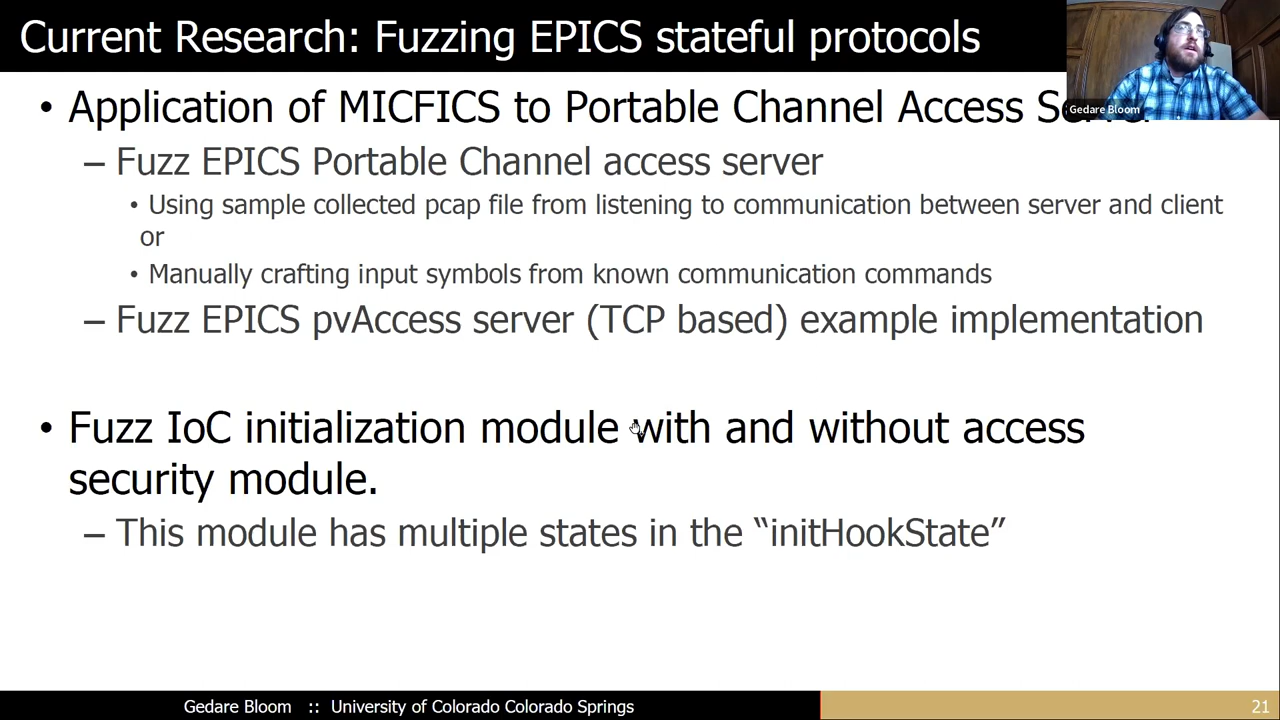 Current Research: Fuzzing EPICS stateful protocols
• Application of MICFICS to Portable Channel Access
Gedare Bloom
– Fuzz EPICS Portable Channel access server
• Using sample collected pcap file from listening to communication between server and client
or
• Manually crafting input symbols from known communication commands
– Fuzz EPICS pvAccess server (TCP based) example implementation
• Fuzz IoC initialization module with and without access
security module.
– This module has multiple states in the “initHookState”
Gedare Bloom :: University of Colorado Colorado Springs
21